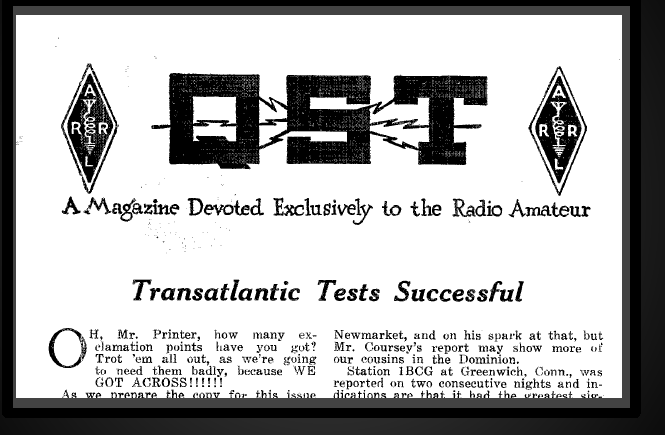 A
R R
L
QST
A
R R
L
A Magazine Devoted Exclusively to the Radio Amateur
Transatlantic Tests Successful
OH, Mr. Printer, how many ex-
clamation points have you got?
Trot 'em all out, as we're going
to need them badly, because WE
GOT ACROSS!!!!!!
As we prepare the copy for this issue
Newmarket, and on his spark at that, but
Mr. Coursey's report may show more of
our cousins in the Dominion.
Station 1BCG at Greenwich, Conn., was
reported on two consecutive nights and in-
dications are that it had the greatest sig-